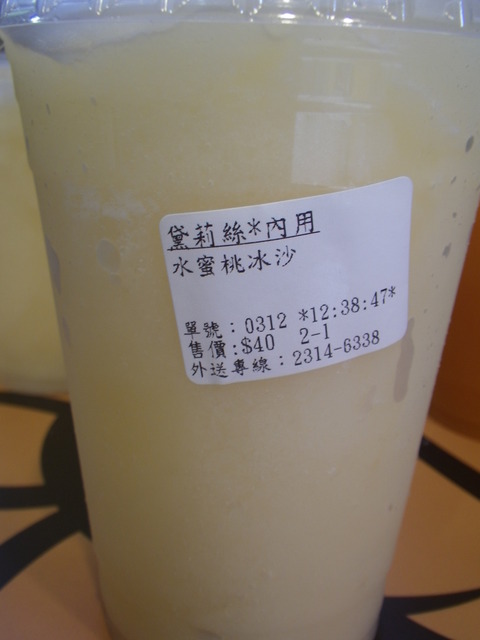 黛莉絲*內用
水蜜桃冰沙
單號：0312 *12:38:47*
售價:$40 2-1
外送專線：2314-6338